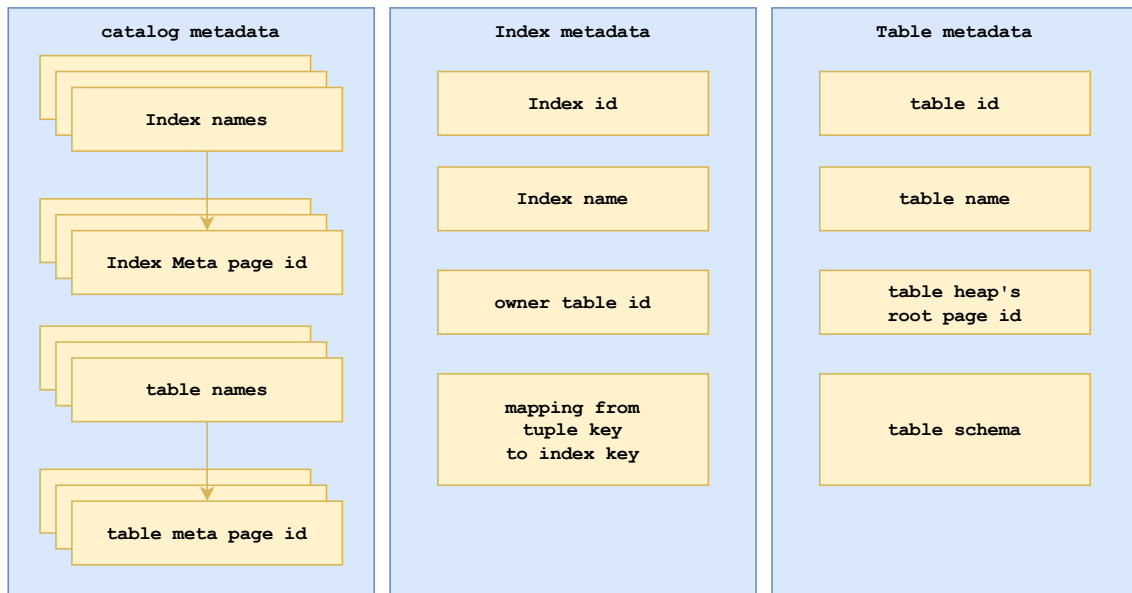 catalog metadata
Index names
Index Meta page id
table names
table meta page id
Index metadata
Index id
Index name
owner table id
mapping from
tuple key
to index key
Table metadata
table id
table name
table heap's
root page id
table schema